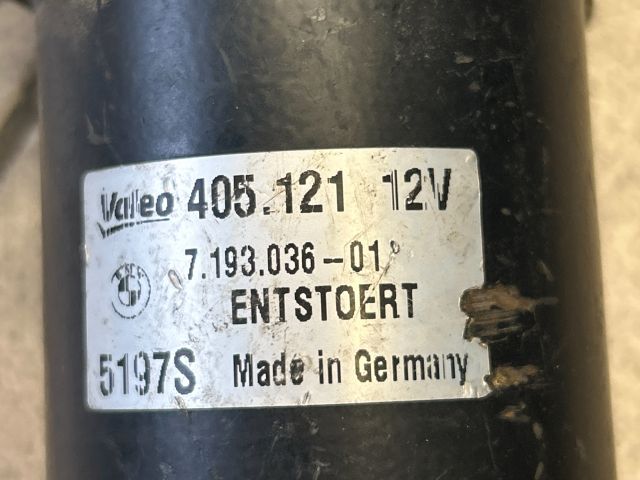 Valeo 405.121 12V
7.193.036-01
ENTSTOERT
5197S Made in Germany